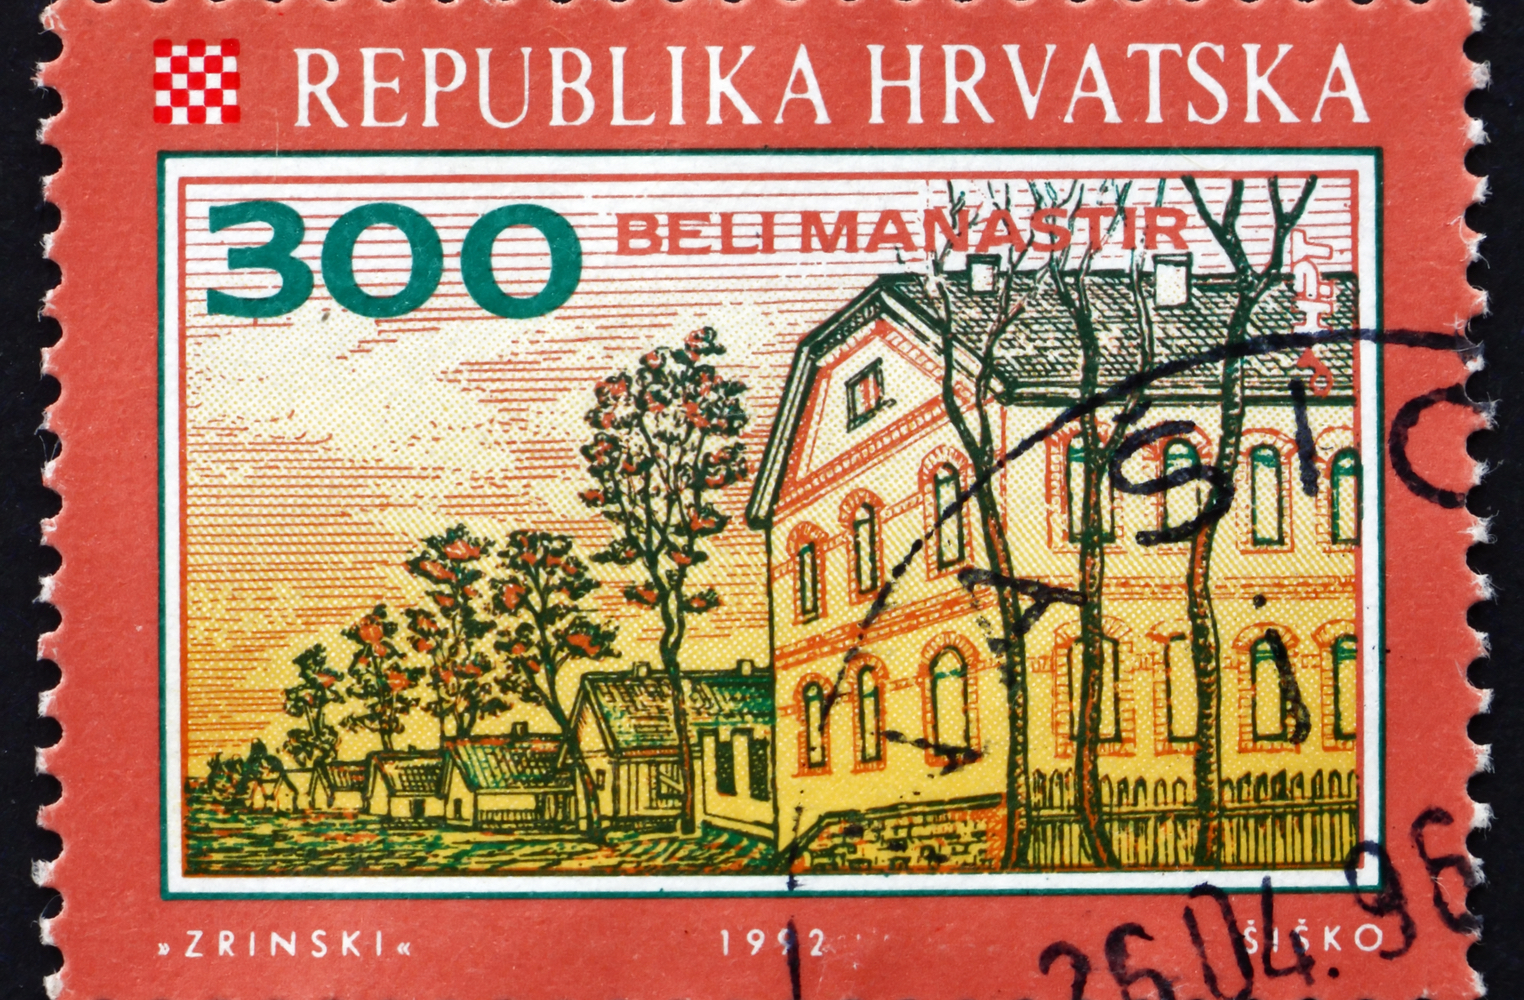 REPUBLIKA HRVATSKA
300 BELI MANASTIR
»ZRINSKI« 1992 ŠIŠKO
26.04.96